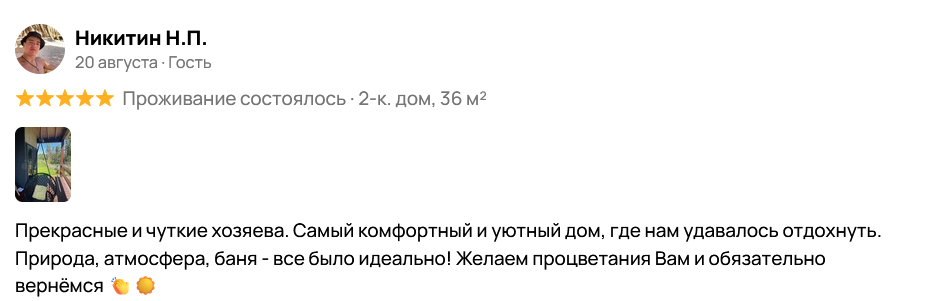 Никитин Н.П.
20 августа · Гость
Проживание состоялось · 2-к. дом, 36 м²
Прекрасные и чуткие хозяева. Самый комфортный и уютный дом, где нам удавалось отдохнуть.
Природа, атмосфера, баня - все было идеально! Желаем процветания Вам и обязательно
вернёмся 👏 🌕